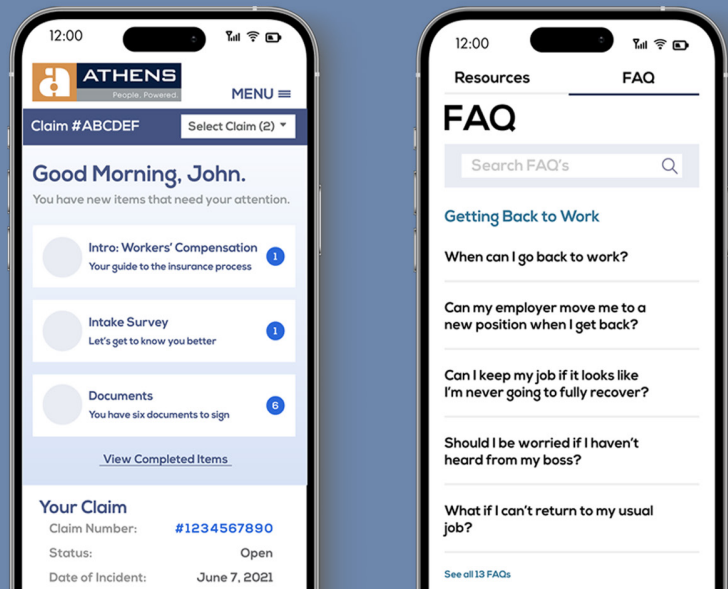 12:00
a
ATHENS
People, Powered.
MENU
Claim #ABCDEF
Select Claim (2)
Good Morning, John.
You have new items that need your attention.
Intro: Workers’ Compensation
Your guide to the insurance process
1
Intake Survey
Let’s get to know you better
1
Documents
You have six documents to sign
6
View Completed Items
Your Claim
Claim Number: #1234567890
Status: Open
Date of Incident: June 7, 2021
12:00
Resources FAQ
FAQ
Search FAQ’s
Getting Back to Work
When can I go back to work?
Can my employer move me to a
new position when I get back?
Can I keep my job if it looks like
I’m never going to fully recover?
Should I be worried if I haven’t
heard from my boss?
What if I can’t return to my usual
job?
See all 13 FAQs